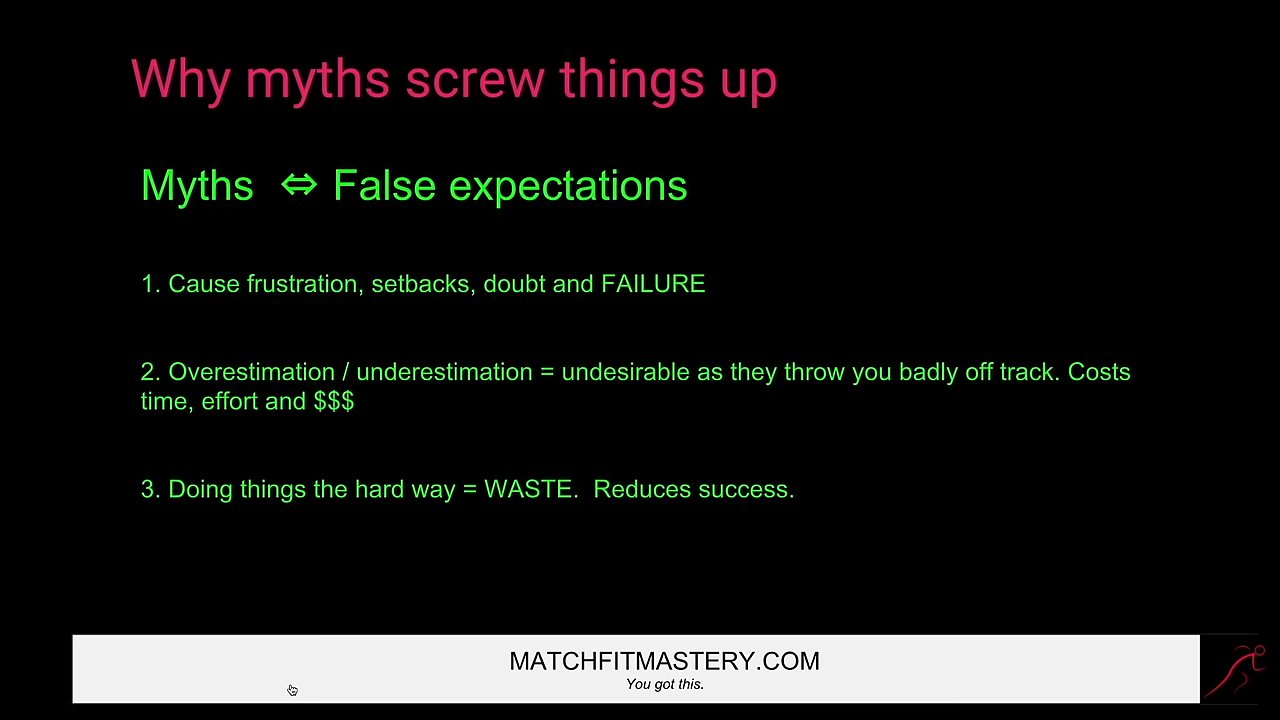 Why myths screw things up
Myths ⇔ False expectations
1. Cause frustration, setbacks, doubt and FAILURE
2. Overestimation / underestimation = undesirable as they throw you badly off track. Costs
time, effort and $$$
3. Doing things the hard way = WASTE.  Reduces success.
MATCHFITMASTERY.COM
You got this.